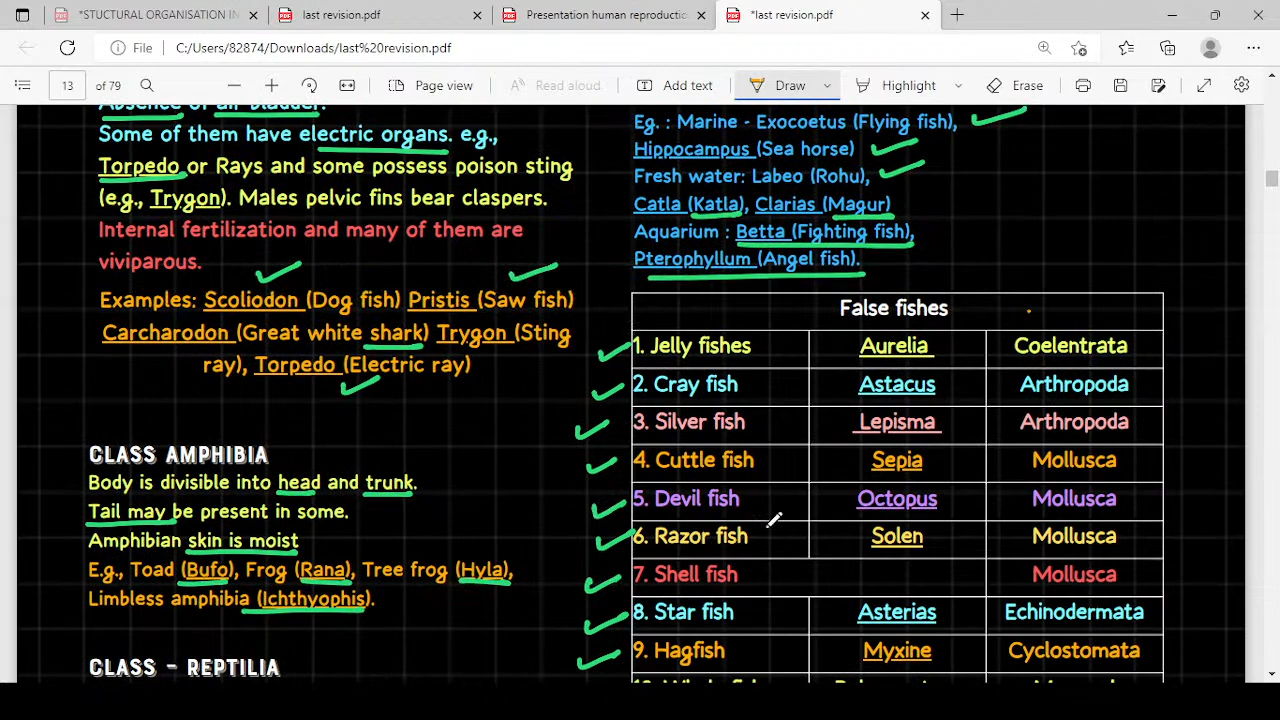 *STUCTURAL ORGANISATION IN
last revision.pdf
Presentation human reproductio
*last revision.pdf
File
C:/Users/82874/Downloads/last%20revision.pdf
13 of 79
Page view
Read aloud
Add text
Draw
Highlight
Erase
Absence of air bladder.
Some of them have electric organs. e.g.,
Torpedo or Rays and some possess poison sting
(e.g., Trygon). Males pelvic fins bear claspers.
Internal fertilization and many of them are
viviparous.
Examples: Scoliodon (Dog fish) Pristis (Saw fish)
Carcharodon (Great white shark) Trygon (Sting
ray), Torpedo (Electric ray)
CLASS AMPHIBIA
Body is divisible into head and trunk.
Tail may be present in some.
Amphibian skin is moist
E.g., Toad (Bufo), Frog (Rana), Tree frog (Hyla),
Limbless amphibia (Ichthyophis).
CLASS - REPTILIA
Eg. : Marine - Exocoetus (Flying fish),
Hippocampus (Sea horse)
Fresh water: Labeo (Rohu),
Catla (Katla), Clarias (Magur)
Aquarium : Betta (Fighting fish),
Pterophyllum (Angel fish).
False fishes
1. Jelly fishes Aurelia Coelentrata
2. Cray fish Astacus Arthropoda
3. Silver fish Lepisma Arthropoda
4. Cuttle fish Sepia Mollusca
5. Devil fish Octopus Mollusca
6. Razor fish Solen Mollusca
7. Shell fish Mollusca
8. Star fish Asterias Echinodermata
9. Hagfish Myxine Cyclostomata